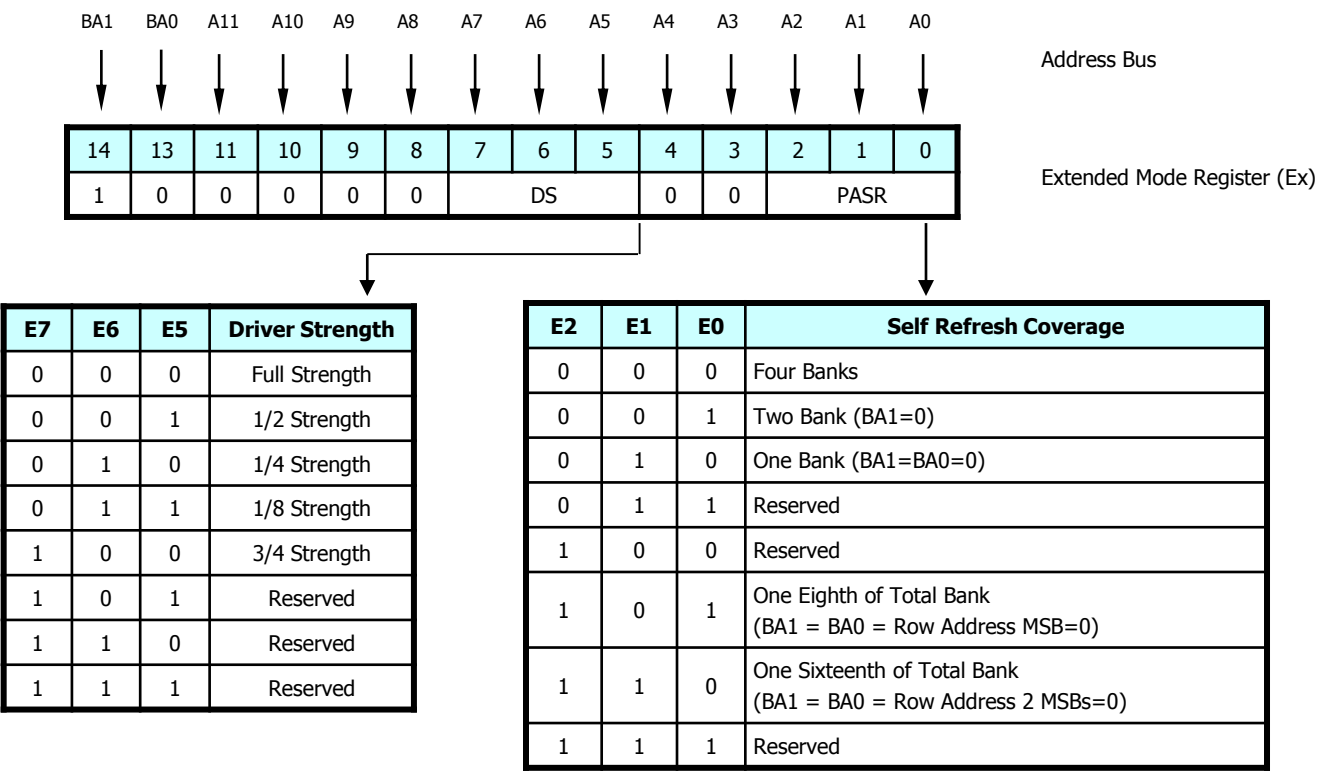 BA1 BA0 A11 A10 A9 A8 A7 A6 A5 A4 A3 A2 A1 A0
Address Bus
14 13 11 10 9 8 7 6 5 4 3 2 1 0
1 0 0 0 0 0 DS 0 0 PASR
Extended Mode Register (Ex)
E7 E6 E5 Driver Strength
0 0 0 Full Strength
0 0 1 1/2 Strength
0 1 0 1/4 Strength
0 1 1 1/8 Strength
1 0 0 3/4 Strength
1 0 1 Reserved
1 1 0 Reserved
1 1 1 Reserved
E2 E1 E0 Self Refresh Coverage
0 0 0 Four Banks
0 0 1 Two Bank (BA1=0)
0 1 0 One Bank (BA1=BA0=0)
0 1 1 Reserved
1 0 0 Reserved
1 0 1 One Eighth of Total Bank
(BA1 = BA0 = Row Address MSB=0)
1 1 0 One Sixteenth of Total Bank
(BA1 = BA0 = Row Address 2 MSBs=0)
1 1 1 Reserved